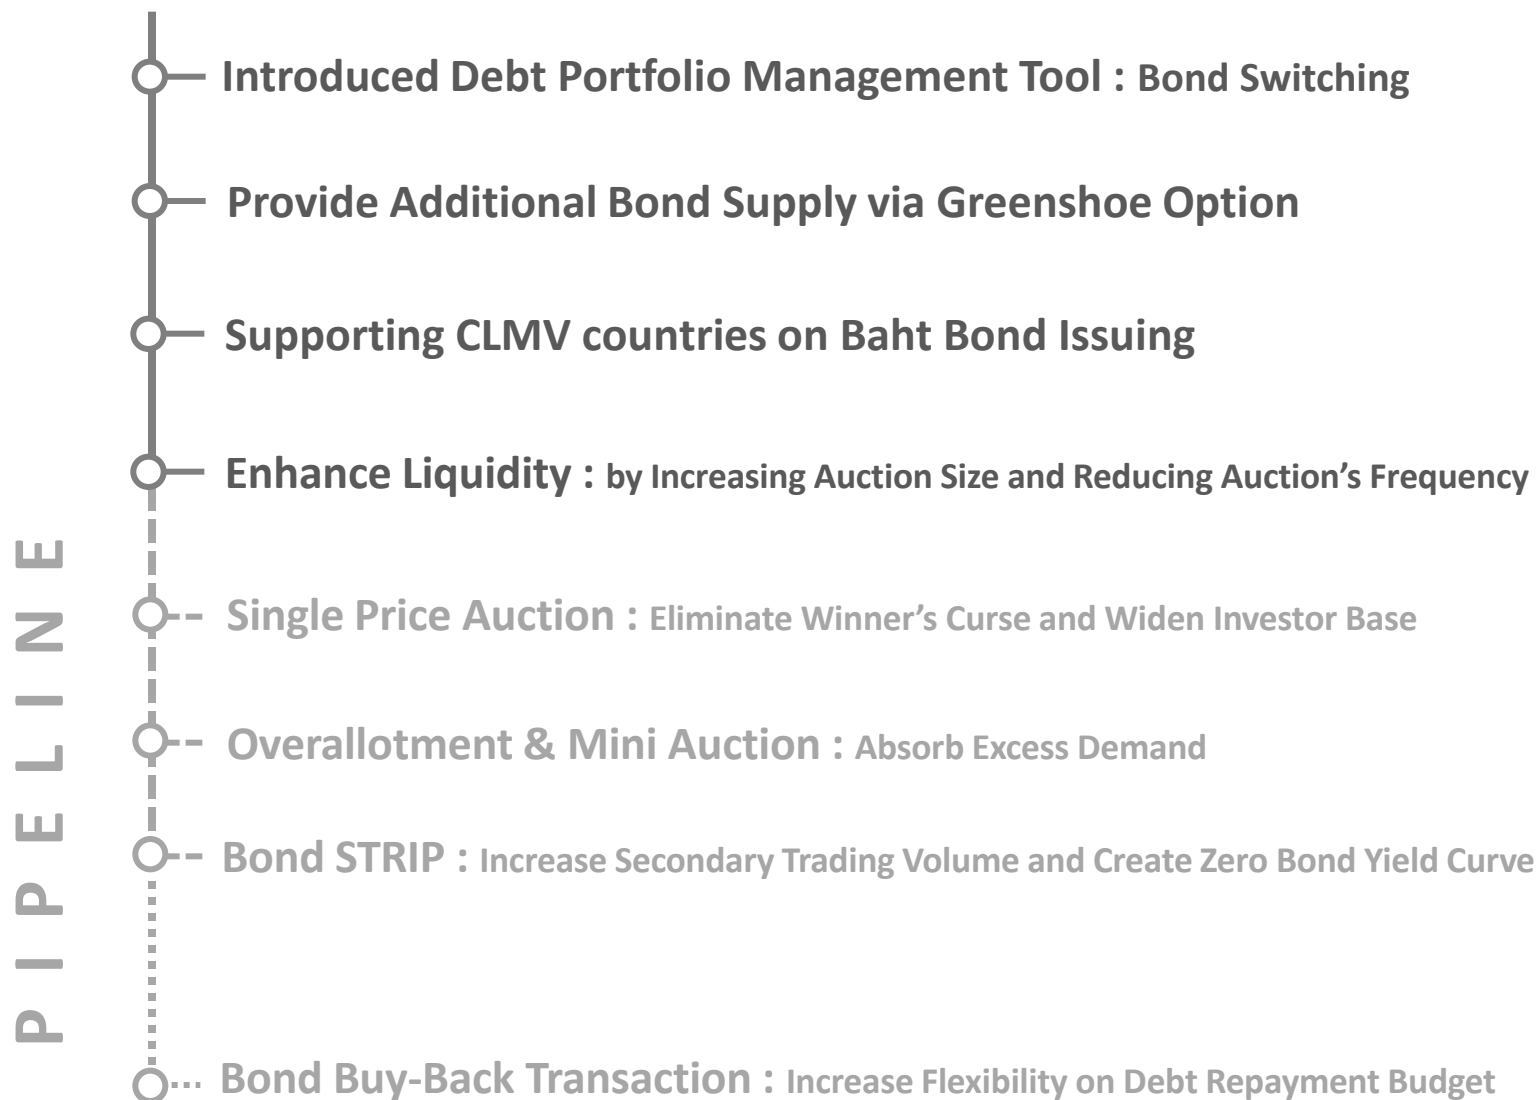 Introduced Debt Portfolio Management Tool : Bond Switching
Provide Additional Bond Supply via Greenshoe Option
Supporting CLMV countries on Baht Bond Issuing
Enhance Liquidity : by Increasing Auction Size and Reducing Auction’s Frequency
PIPELINE
Single Price Auction : Eliminate Winner’s Curse and Widen Investor Base
Overallotment & Mini Auction : Absorb Excess Demand
Bond STRIP : Increase Secondary Trading Volume and Create Zero Bond Yield Curve
Bond Buy-Back Transaction : Increase Flexibility on Debt Repayment Budget